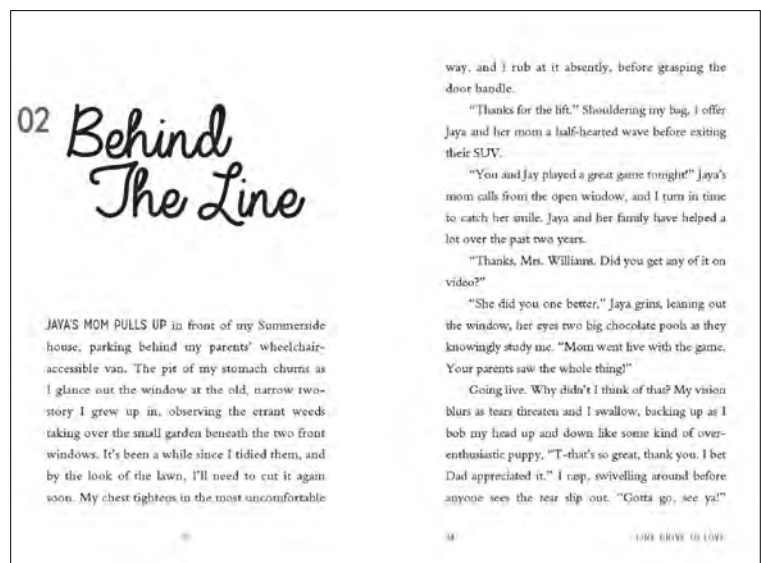 02
Behind
The Line
JAYA'S MOM PULLS UP in front of my Summerside
house, parking behind my parents' wheelchair-
accessible van. The pit of my stomach churns as
I glance out the window at the old, narrow two-
story I grew up in, observing the errant weeds
taking over the small garden beneath the two front
windows. It's been a while since I tidied them, and
by the look of the lawn, I'll need to cut it again
soon. My chest tightens in the most uncomfortable
way, and I rub at it absently, before grasping the
door handle.
"Thanks for the lift." Shouldering my bag, I offer
Jaya and her mom a half-hearted wave before exiting
their SUV.
"You and Jay played a great game tonight!" Jaya's
mom calls from the open window, and I turn in time
to catch her smile. Jaya and her family have helped a
lot over the past two years.
"Thanks, Mrs. Williams. Did you get any of it on
video?"
"She did you one better," Jaya grins, leaning out
the window, her eyes two big chocolate pools as they
knowingly study me. "Mom went live with the game.
Your parents saw the whole thing!"
Going live. Why didn't I think of that? My vision
blurs as tears threaten and I swallow, backing up as I
bob my head up and down like some kind of over-
enthusiastic puppy, "T-that's so great, thank you. I bet
Dad appreciated it." I rasp, swivelling around before
anyone sees the tear slip out. "Gotta go, see ya!"
LINE DRIVE TO LOVE